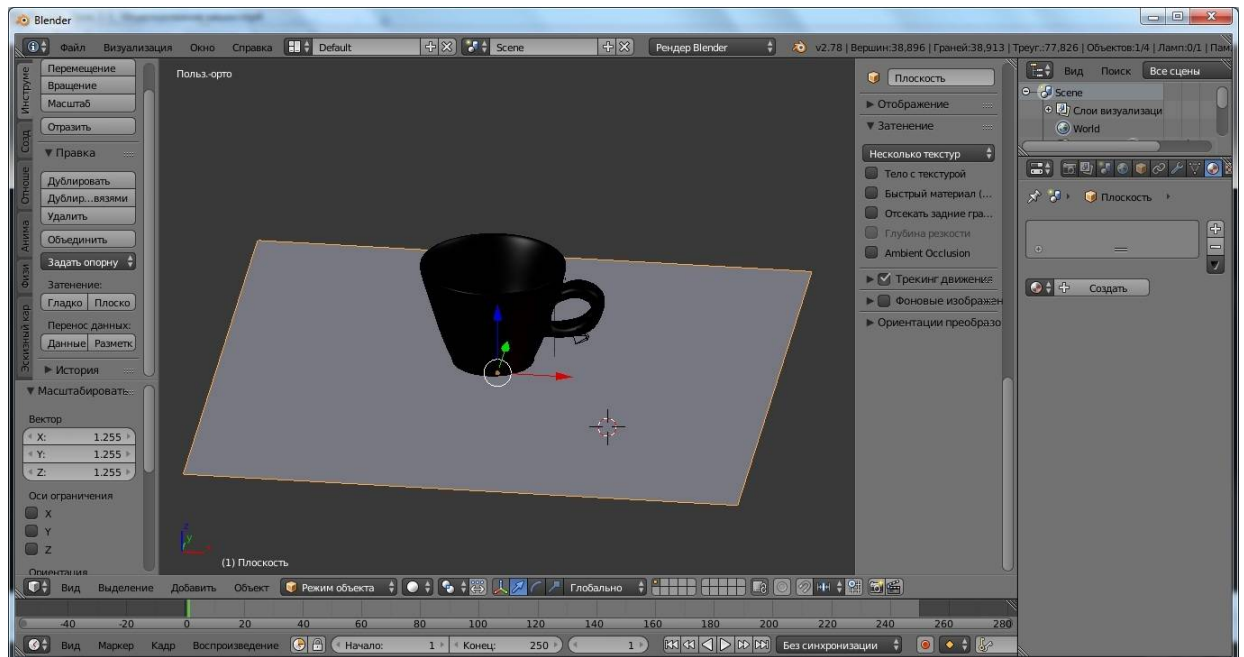 Blender
Файл Визуализация Окно Справка Default Scene Рендер Blender v2.78 | Вершин:38,896 | Граней:38,913 | Треуг.:77,826 | Объектов:1/4 | Ламп:0/1 | Пам
Инструме
Созд
Отноше
Анима
Физи
Эскизный кар
Перемещение
Вращение
Масштаб
Отразить
Правка
Дублировать
Дублир...вязями
Удалить
Объединить
Задать опорну
Затенение:
Гладко Плоско
Перенос данных:
Данные Разметк
История
Масштабировать
Вектор
X: 1.255
Y: 1.255
Z: 1.255
Оси ограничения
X
Y
Z
Ориентация
Польз.-орто
z
y
(1) Плоскость
Плоскость
Отображение
Затенение
Несколько текстур
Тело с текстурой
Быстрый материал (...
Отсекать задние гра...
Глубина резкости
Ambient Occlusion
Трекинг движения
Фоновые изображен
Ориентации преобразо
Вид Поиск Все сцены
Scene
Слои визуализаци
World
Плоскость
Создать
Вид Выделение Добавить Объект Режим объекта Глобально
-40 -20 0 20 40 60 80 100 120 140 160 180 200 220 240 260 280
Вид Маркер Кадр Воспроизведение Начало: 1 Конец: 250 1 Без синхронизации